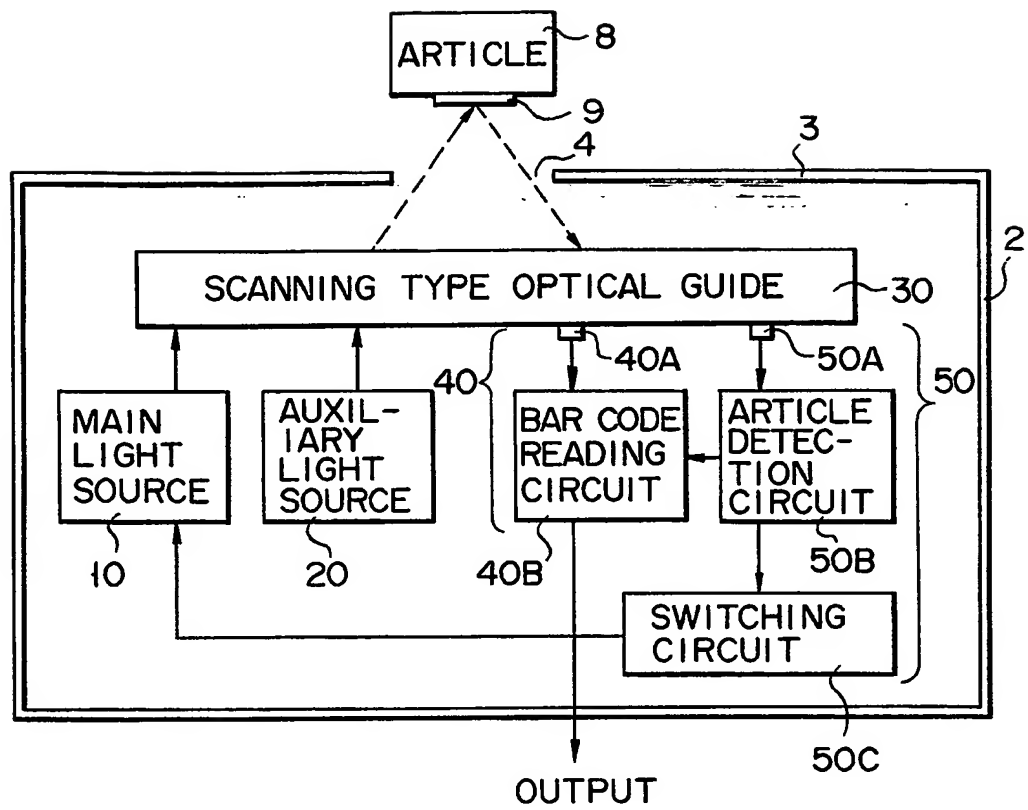 ARTICLE
8
9
4
3
2
SCANNING TYPE OPTICAL GUIDE
30
40
40A
50A
50
MAIN
LIGHT
SOURCE
10
AUXIL-
IARY
LIGHT
SOURCE
20
BAR CODE
READING
CIRCUIT
40B
ARTICLE
DETEC-
TION
CIRCUIT
50B
SWITCHING
CIRCUIT
50C
OUTPUT